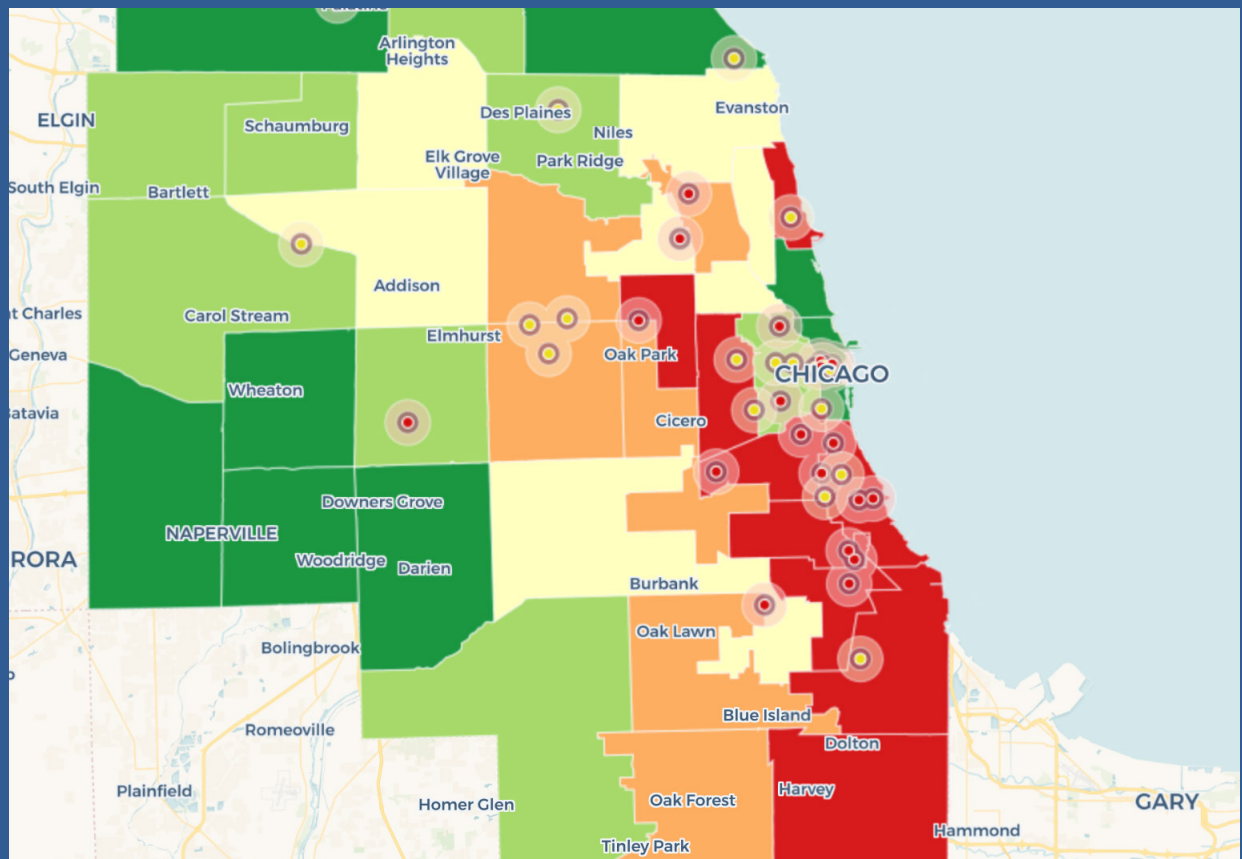 Arlington
Heights
Evanston
Des Plaines
ELGIN
Schaumburg
Niles
Elk Grove
Village
Park Ridge
South Elgin
Bartlett
Addison
Carol Stream
Elmhurst
Geneva
Oak Park
CHICAGO
Wheaton
Cicero
Downers Grove
NAPERVILLE
Woodridge
Darien
Burbank
Oak Lawn
Bolingbrook
Blue Island
Romeoville
Dolton
Plaimfield
Harvey
Homer Glen
Oak Forest
GARY
Hammond
Tinley Park